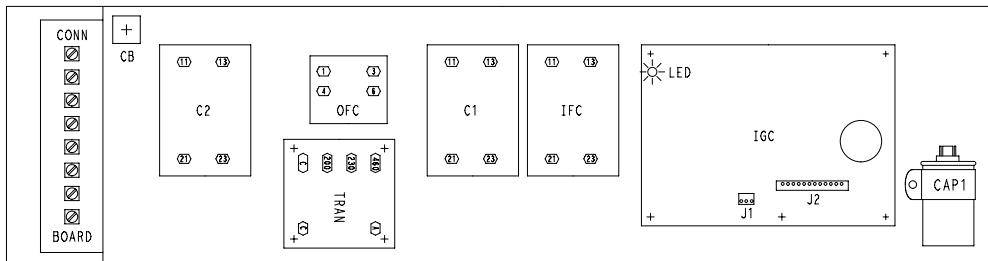 CONN
BOARD
CB
11 13
C2
21 23
1 3
4 6
OFC
C 200 230 460
TRAN
C 4
11 13
C1
21 23
11 13
IFC
21 23
LED
IGC
J1
J2
CAP1